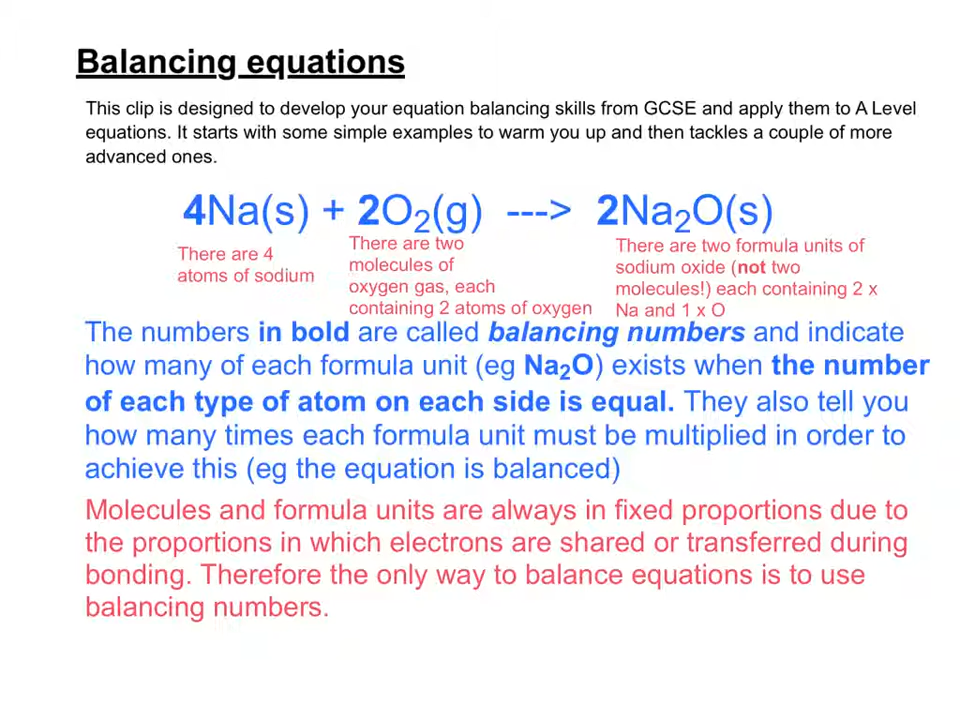 Balancing equations
This clip is designed to develop your equation balancing skills from GCSE and apply them to A Level
equations. It starts with some simple examples to warm you up and then tackles a couple of more
advanced ones.
4Na(s) + 2O₂(g) ---> 2Na₂O(s)
There are 4
atoms of sodium
There are two
molecules of
oxygen gas, each
containing 2 atoms of oxygen
There are two formula units of
sodium oxide (not two
molecules!) each containing 2 x
Na and 1 x O
The numbers in bold are called balancing numbers and indicate
how many of each formula unit (eg Na₂O) exists when the number
of each type of atom on each side is equal. They also tell you
how many times each formula unit must be multiplied in order to
achieve this (eg the equation is balanced)
Molecules and formula units are always in fixed proportions due to
the proportions in which electrons are shared or transferred during
bonding. Therefore the only way to balance equations is to use
balancing numbers.